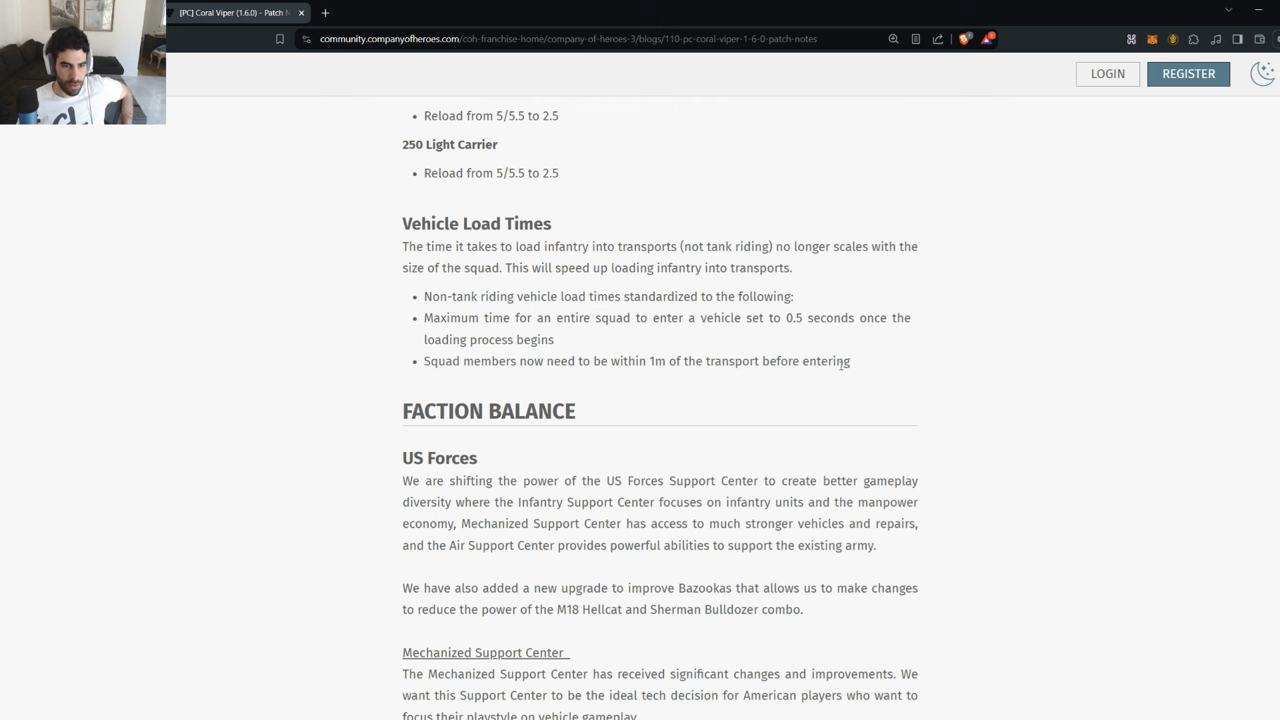 [PC] Coral Viper (1.6.0) - Patch N
community.companyofheroes.com/coh-franchise-home/company-of-heroes-3/blogs/110-pc-coral-viper-1-6-0-patch-notes
LOGIN
REGISTER
• Reload from 5/5.5 to 2.5
250 Light Carrier
• Reload from 5/5.5 to 2.5
Vehicle Load Times
The time it takes to load infantry into transports (not tank riding) no longer scales with the
size of the squad. This will speed up loading infantry into transports.
• Non-tank riding vehicle load times standardized to the following:
• Maximum time for an entire squad to enter a vehicle set to 0.5 seconds once the
loading process begins
• Squad members now need to be within 1m of the transport before entering
FACTION BALANCE
US Forces
We are shifting the power of the US Forces Support Center to create better gameplay
diversity where the Infantry Support Center focuses on infantry units and the manpower
economy, Mechanized Support Center has access to much stronger vehicles and repairs,
and the Air Support Center provides powerful abilities to support the existing army.
We have also added a new upgrade to improve Bazookas that allows us to make changes
to reduce the power of the M18 Hellcat and Sherman Bulldozer combo.
Mechanized Support Center
The Mechanized Support Center has received significant changes and improvements. We
want this Support Center to be the ideal tech decision for American players who want to
focus their playstyle on vehicle gameplay.